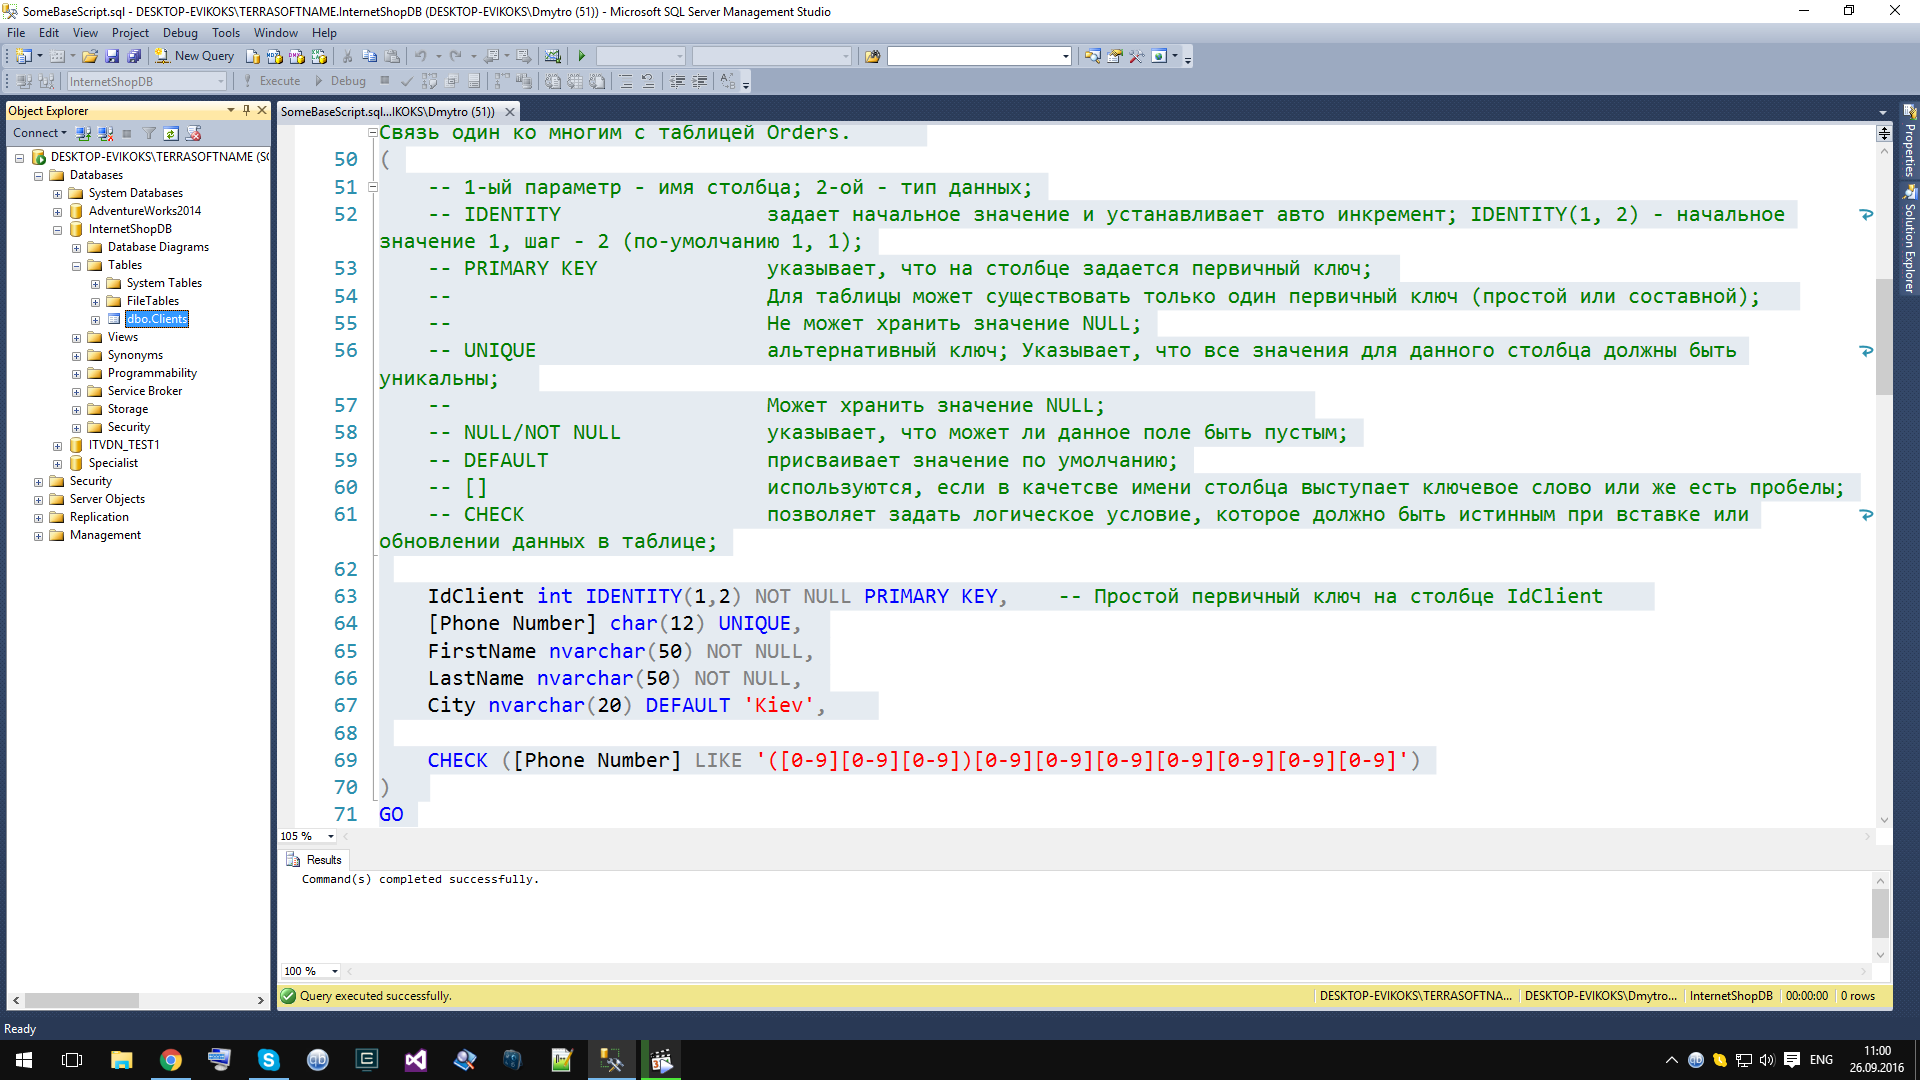 SomeBaseScript.sql - DESKTOP-EVIKOKS\TERRASOFTNAME.InternetShopDB (DESKTOP-EVIKOKS\Dmytro (51)) - Microsoft SQL Server Management Studio
File Edit View Project Debug Tools Window Help
New Query
InternetShopDB Execute Debug
Object Explorer
Connect
DESKTOP-EVIKOKS\TERRASOFTNAME (SQ
Databases
System Databases
AdventureWorks2014
InternetShopDB
Database Diagrams
Tables
System Tables
FileTables
dbo.Clients
Views
Synonyms
Programmability
Service Broker
Storage
Security
ITVDN_TEST1
Specialist
Security
Server Objects
Replication
Management
SomeBaseScript.sql...IKOKS\Dmytro (51))
Связь один ко многим с таблицей Orders.
50 (
51 -- 1-ый параметр - имя столбца; 2-ой - тип данных;
52 -- IDENTITY задает начальное значение и устанавливает авто инкремент; IDENTITY(1, 2) - начальное
значение 1, шаг - 2 (по-умолчанию 1, 1);
53 -- PRIMARY KEY указывает, что на столбце задается первичный ключ;
54 -- Для таблицы может существовать только один первичный ключ (простой или составной);
55 -- Не может хранить значение NULL;
56 -- UNIQUE альтернативный ключ; Указывает, что все значения для данного столбца должны быть
уникальны;
57 -- Может хранить значение NULL;
58 -- NULL/NOT NULL указывает, что может ли данное поле быть пустым;
59 -- DEFAULT присваивает значение по умолчанию;
60 -- [] используются, если в качетсве имени столбца выступает ключевое слово или же есть пробелы;
61 -- CHECK позволяет задать логическое условие, которое должно быть истинным при вставке или
обновлении данных в таблице;
62
63 IdClient int IDENTITY(1,2) NOT NULL PRIMARY KEY, -- Простой первичный ключ на столбце IdClient
64 [Phone Number] char(12) UNIQUE,
65 FirstName nvarchar(50) NOT NULL,
66 LastName nvarchar(50) NOT NULL,
67 City nvarchar(20) DEFAULT 'Kiev',
68
69 CHECK ([Phone Number] LIKE '([0-9][0-9][0-9])[0-9][0-9][0-9][0-9][0-9][0-9][0-9]')
70 )
71 GO
105 %
Results
Command(s) completed successfully.
100 %
Query executed successfully. DESKTOP-EVIKOKS\TERRASOFTNA... DESKTOP-EVIKOKS\Dmytro... InternetShopDB 00:00:00 0 rows
Properties
Solution Explorer
Ready
ENG
11:00
26.09.2016